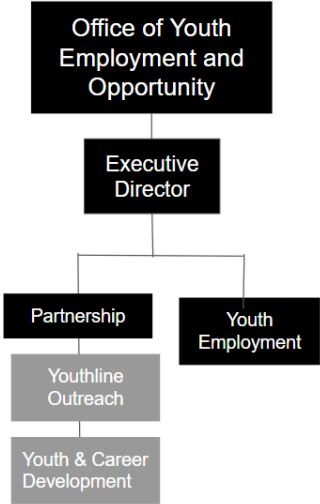 Office of Youth
Employment and
Opportunity
Executive
Director
Partnership
Youth
Employment
Youthline
Outreach
Youth & Career
Development